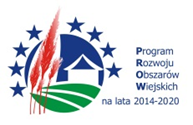 Program
Rozwoju
Obszarów
Wiejskich
na lata 2014-2020